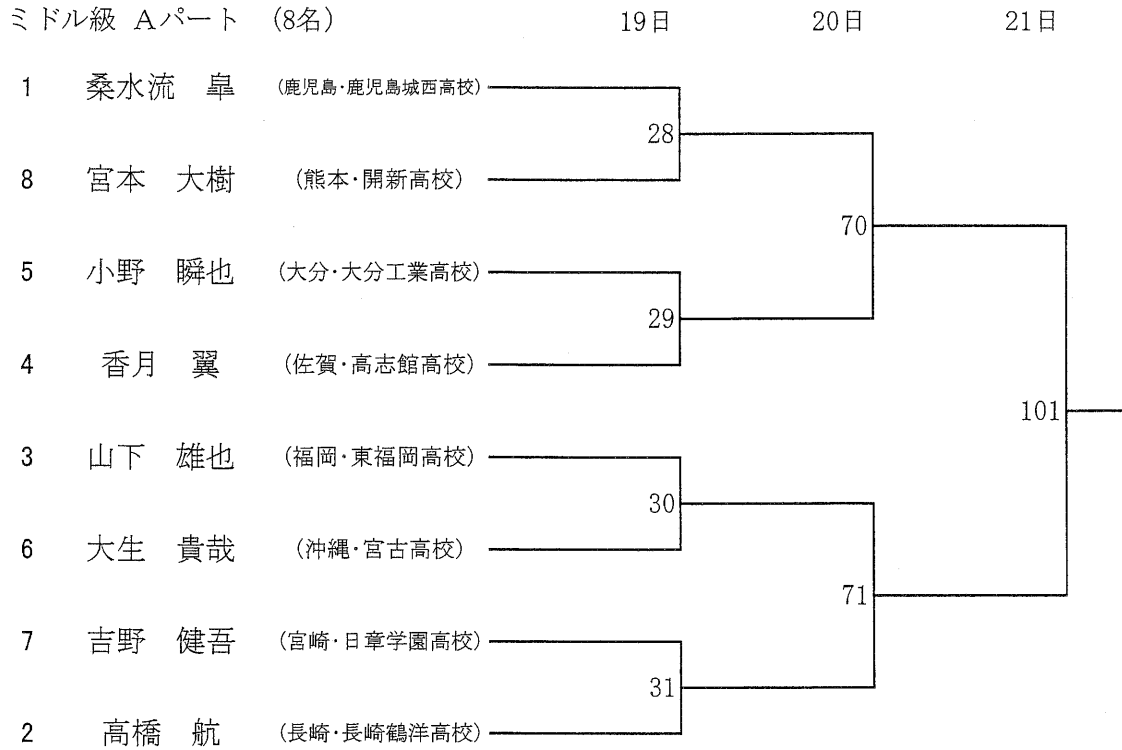 ミドル級 Aパート (8名) 19日 20日 21日
1 桑水流 皐 (鹿児島・鹿児島城西高校)
28
8 宮本 大樹 (熊本・開新高校)
70
5 小野 瞬也 (大分・大分工業高校)
29
4 香月 翼 (佐賀・高志館高校)
101
3 山下 雄也 (福岡・東福岡高校)
30
6 大生 貴哉 (沖縄・宮古高校)
71
7 吉野 健吾 (宮崎・日章学園高校)
31
2 高橋 航 (長崎・長崎鶴洋高校)